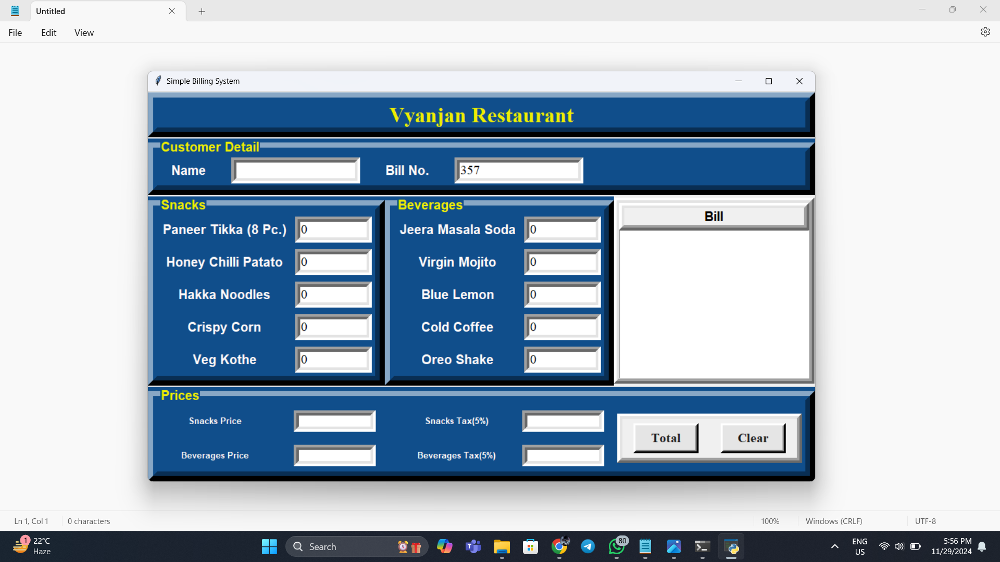 Untitled
File Edit View
Simple Billing System
Vyanjan Restaurant
Customer Detail
Name Bill No. 357
Snacks Beverages
Bill
Paneer Tikka (8 Pc.) 0 Jeera Masala Soda 0
Honey Chilli Patato 0 Virgin Mojito 0
Hakka Noodles 0 Blue Lemon 0
Crispy Corn 0 Cold Coffee 0
Veg Kothe 0 Oreo Shake 0
Prices
Snacks Price Snacks Tax(5%)
Total Clear
Beverages Price Beverages Tax(5%)
Ln 1, Col 1 0 characters 100% Windows (CRLF) UTF-8
1 22°C
Haze
Search
80
ENG
US
5:56 PM
11/29/2024